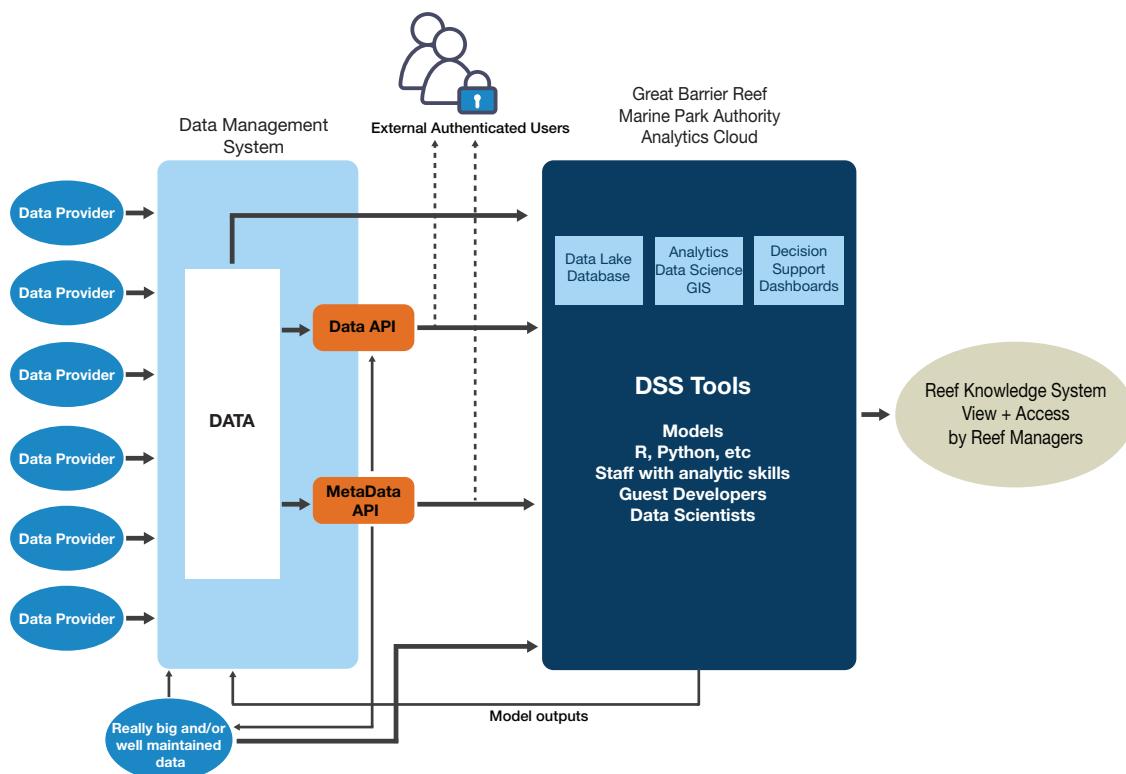 External Authenticated Users
Data Management
System
Great Barrier Reef
Marine Park Authority
Analytics Cloud
Data Provider
Data Provider
Data Provider
Data Provider
Data Provider
Data Provider
DATA
Data API
MetaData
API
Data Lake
Database
Analytics
Data Science
GIS
Decision
Support
Dashboards
DSS Tools
Models
R, Python, etc
Staff with analytic skills
Guest Developers
Data Scientists
Reef Knowledge System
View + Access
by Reef Managers
Really big and/or
well maintained
data
Model outputs